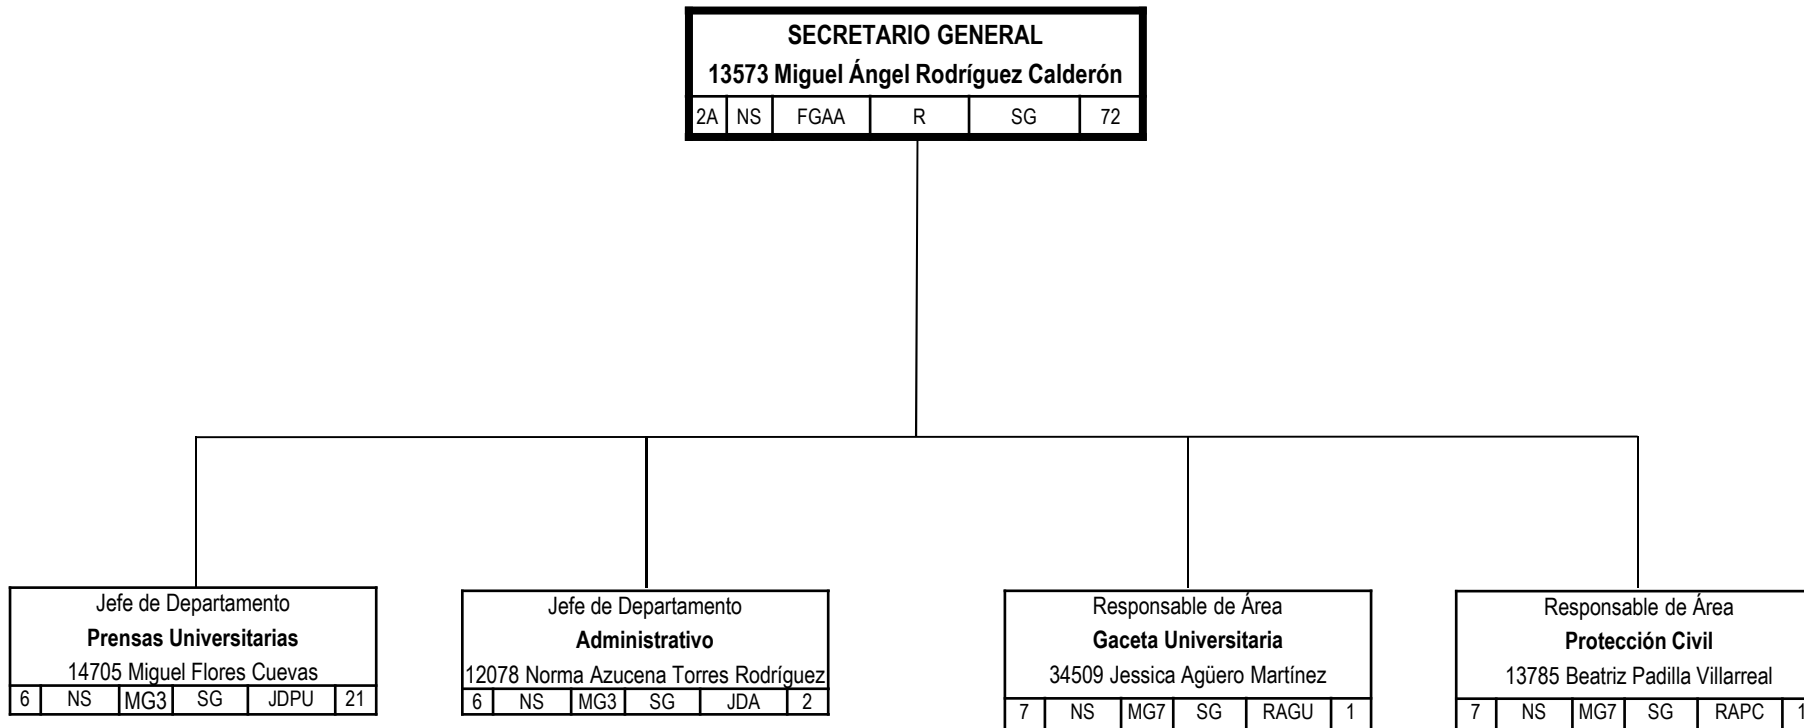 SECRETARIO GENERAL
13573 Miguel Ángel Rodríguez Calderón
2A NS FGAA R SG 72
Jefe de Departamento
Prensas Universitarias
14705 Miguel Flores Cuevas
6 NS MG3 SG JDPU 21
Jefe de Departamento
Administrativo
12078 Norma Azucena Torres Rodríguez
6 NS MG3 SG JDA 2
Responsable de Área
Gaceta Universitaria
34509 Jessica Agüero Martínez
7 NS MG7 SG RAGU 1
Responsable de Área
Protección Civil
13785 Beatriz Padilla Villarreal
7 NS MG7 SG RAPC 1